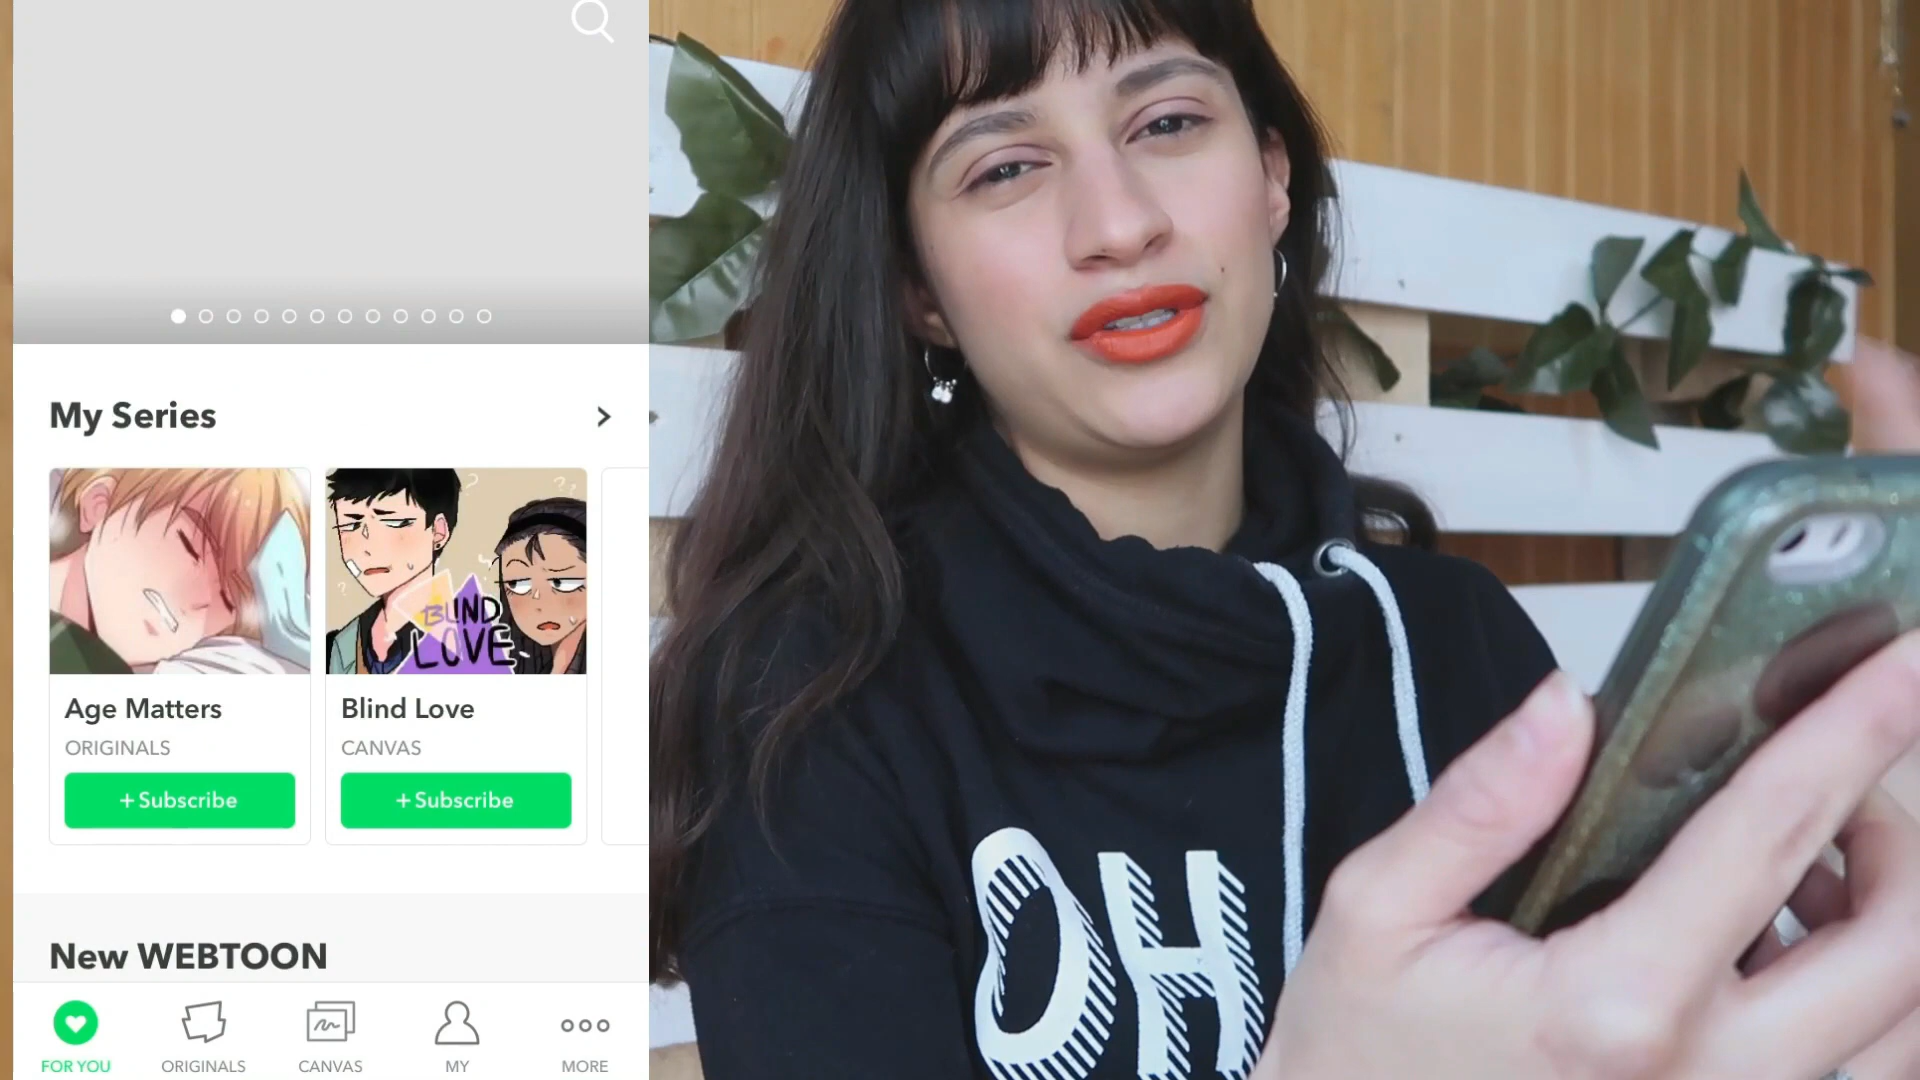 My Series
BLIND
LOVE
Age Matters
ORIGINALS
+ Subscribe
Blind Love
CANVAS
+ Subscribe
New WEBTOON
FOR YOU
ORIGINALS
CANVAS
MY
MORE
OH